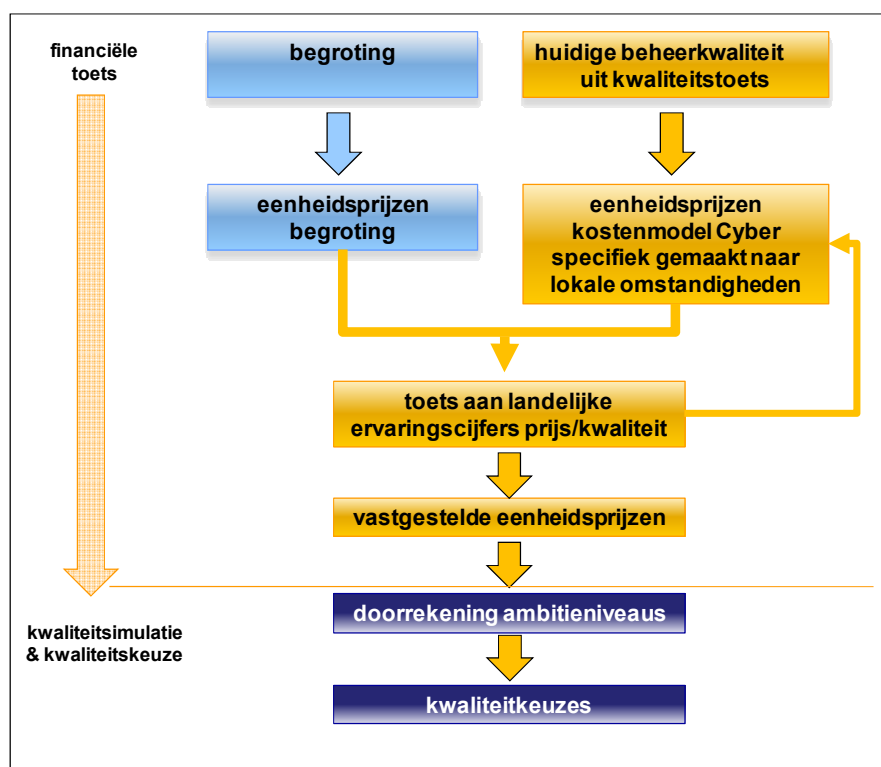 financiële
toets
begroting
huidige beheerkwaliteit
uit kwaliteitstoets
eenheidsprijzen
begroting
eenheidsprijzen
kostenmodel Cyber
specifiek gemaakt naar
lokale omstandigheden
toets aan landelijke
ervaringscijfers prijs/kwaliteit
vastgestelde eenheidsprijzen
kwaliteitsimulatie
& kwaliteitskeuze
doorrekening ambitieniveaus
kwaliteitkeuzes